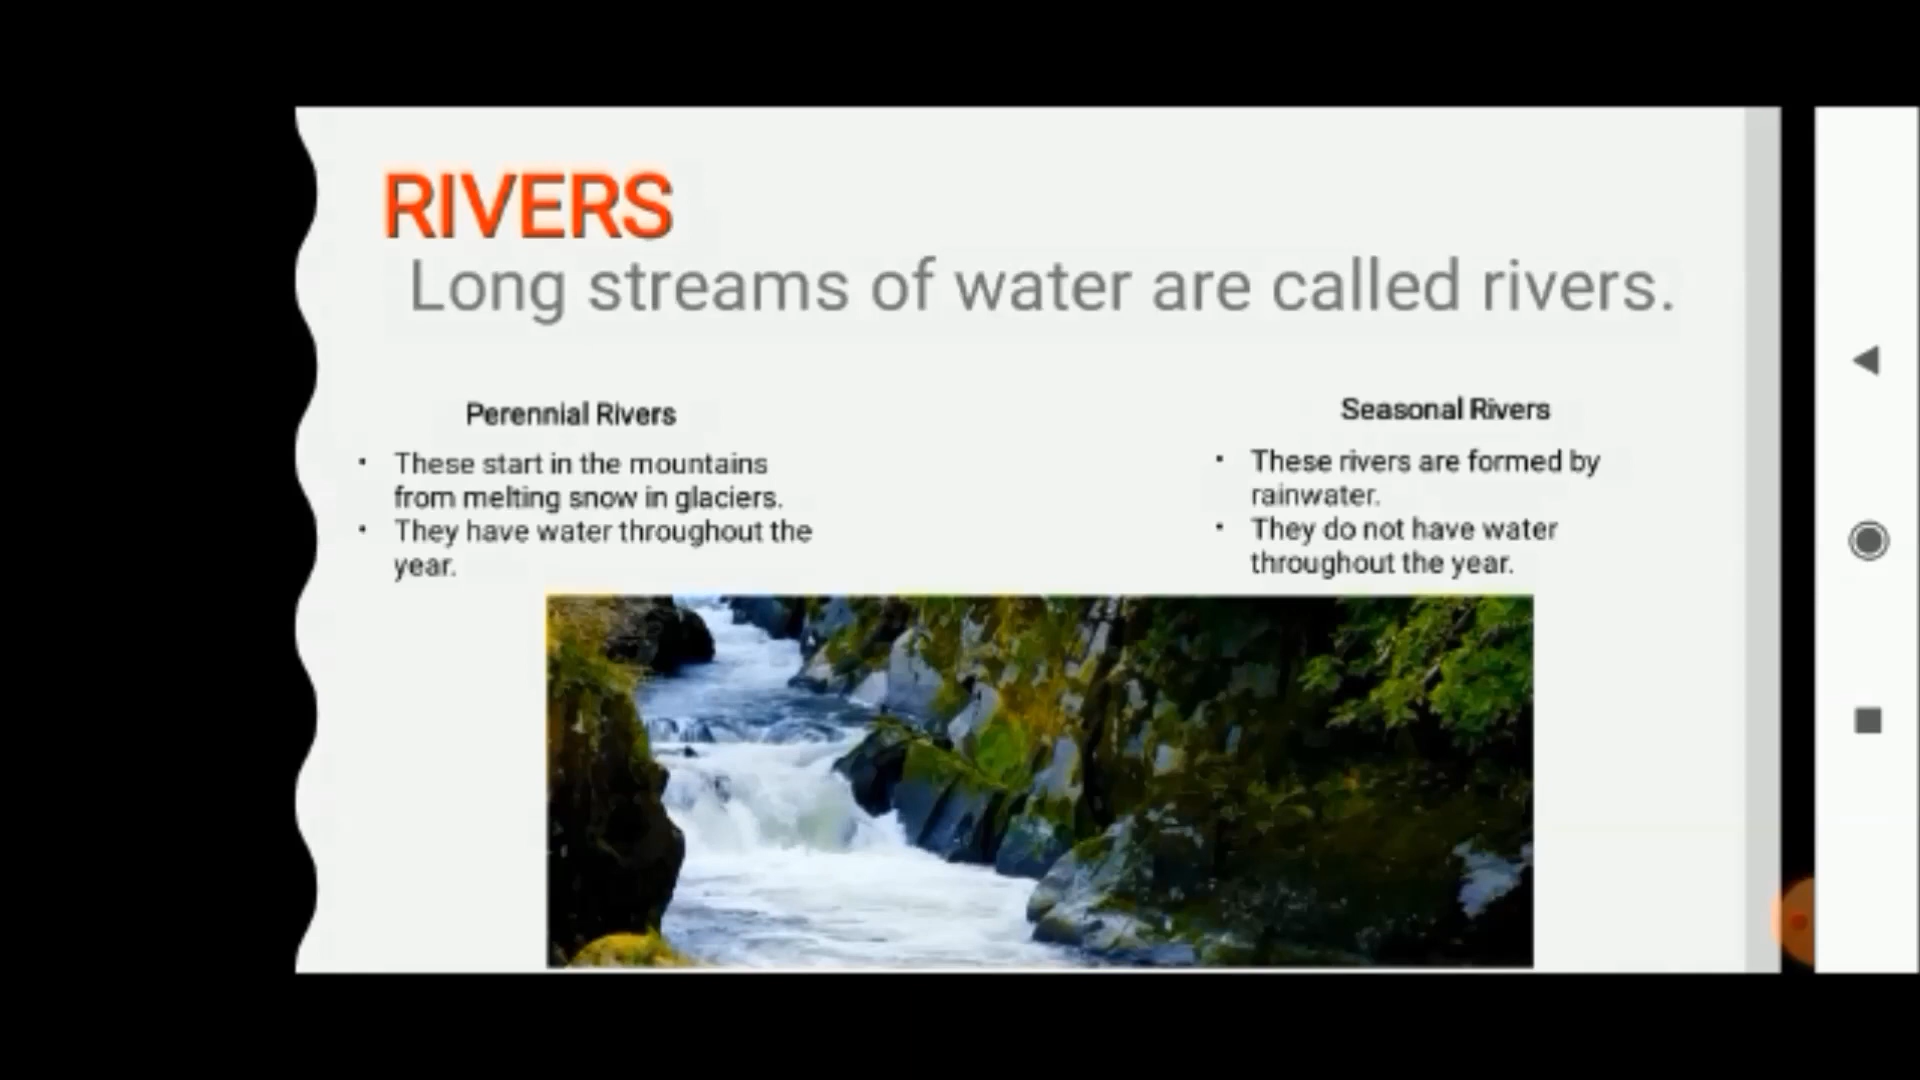 RIVERS
Long streams of water are called rivers.
Perennial Rivers
• These start in the mountains
from melting snow in glaciers.
• They have water throughout the
year.
Seasonal Rivers
• These rivers are formed by
rainwater.
• They do not have water
throughout the year.